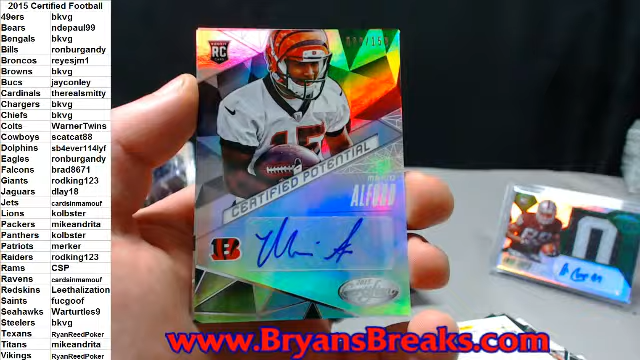 2015 Certified Football
49ers bkvg
Bears ndepaul99
Bengals bkvg
Bills ronburgandy
Broncos reyesjm1
Browns bkvg
Bucs jayconley
Cardinals therealsmitty
Chargers bkvg
Chiefs bkvg
Colts WarnerTwins
Cowboys scatcat88
Dolphins sb4ever114lyf
Eagles ronburgandy
Falcons brad8671
Giants rodking123
Jaguars dlay18
Jets cardsinmamouf
Lions kolbster
Packers mikeandrita
Panthers kolbster
Patriots merker
Raiders rodking123
Rams CSP
Ravens cardsinmamouf
Redskins Leethalization
Saints fucgoof
Seahawks Warturtles9
Steelers bkvg
Texans RyanReedPoker
Titans mikeandrita
Vikings RyanReedPoker
RC
15
CERTIFIED POTENTIAL
MARIO
ALFORD
B
2015
www.BryansBreaks.com